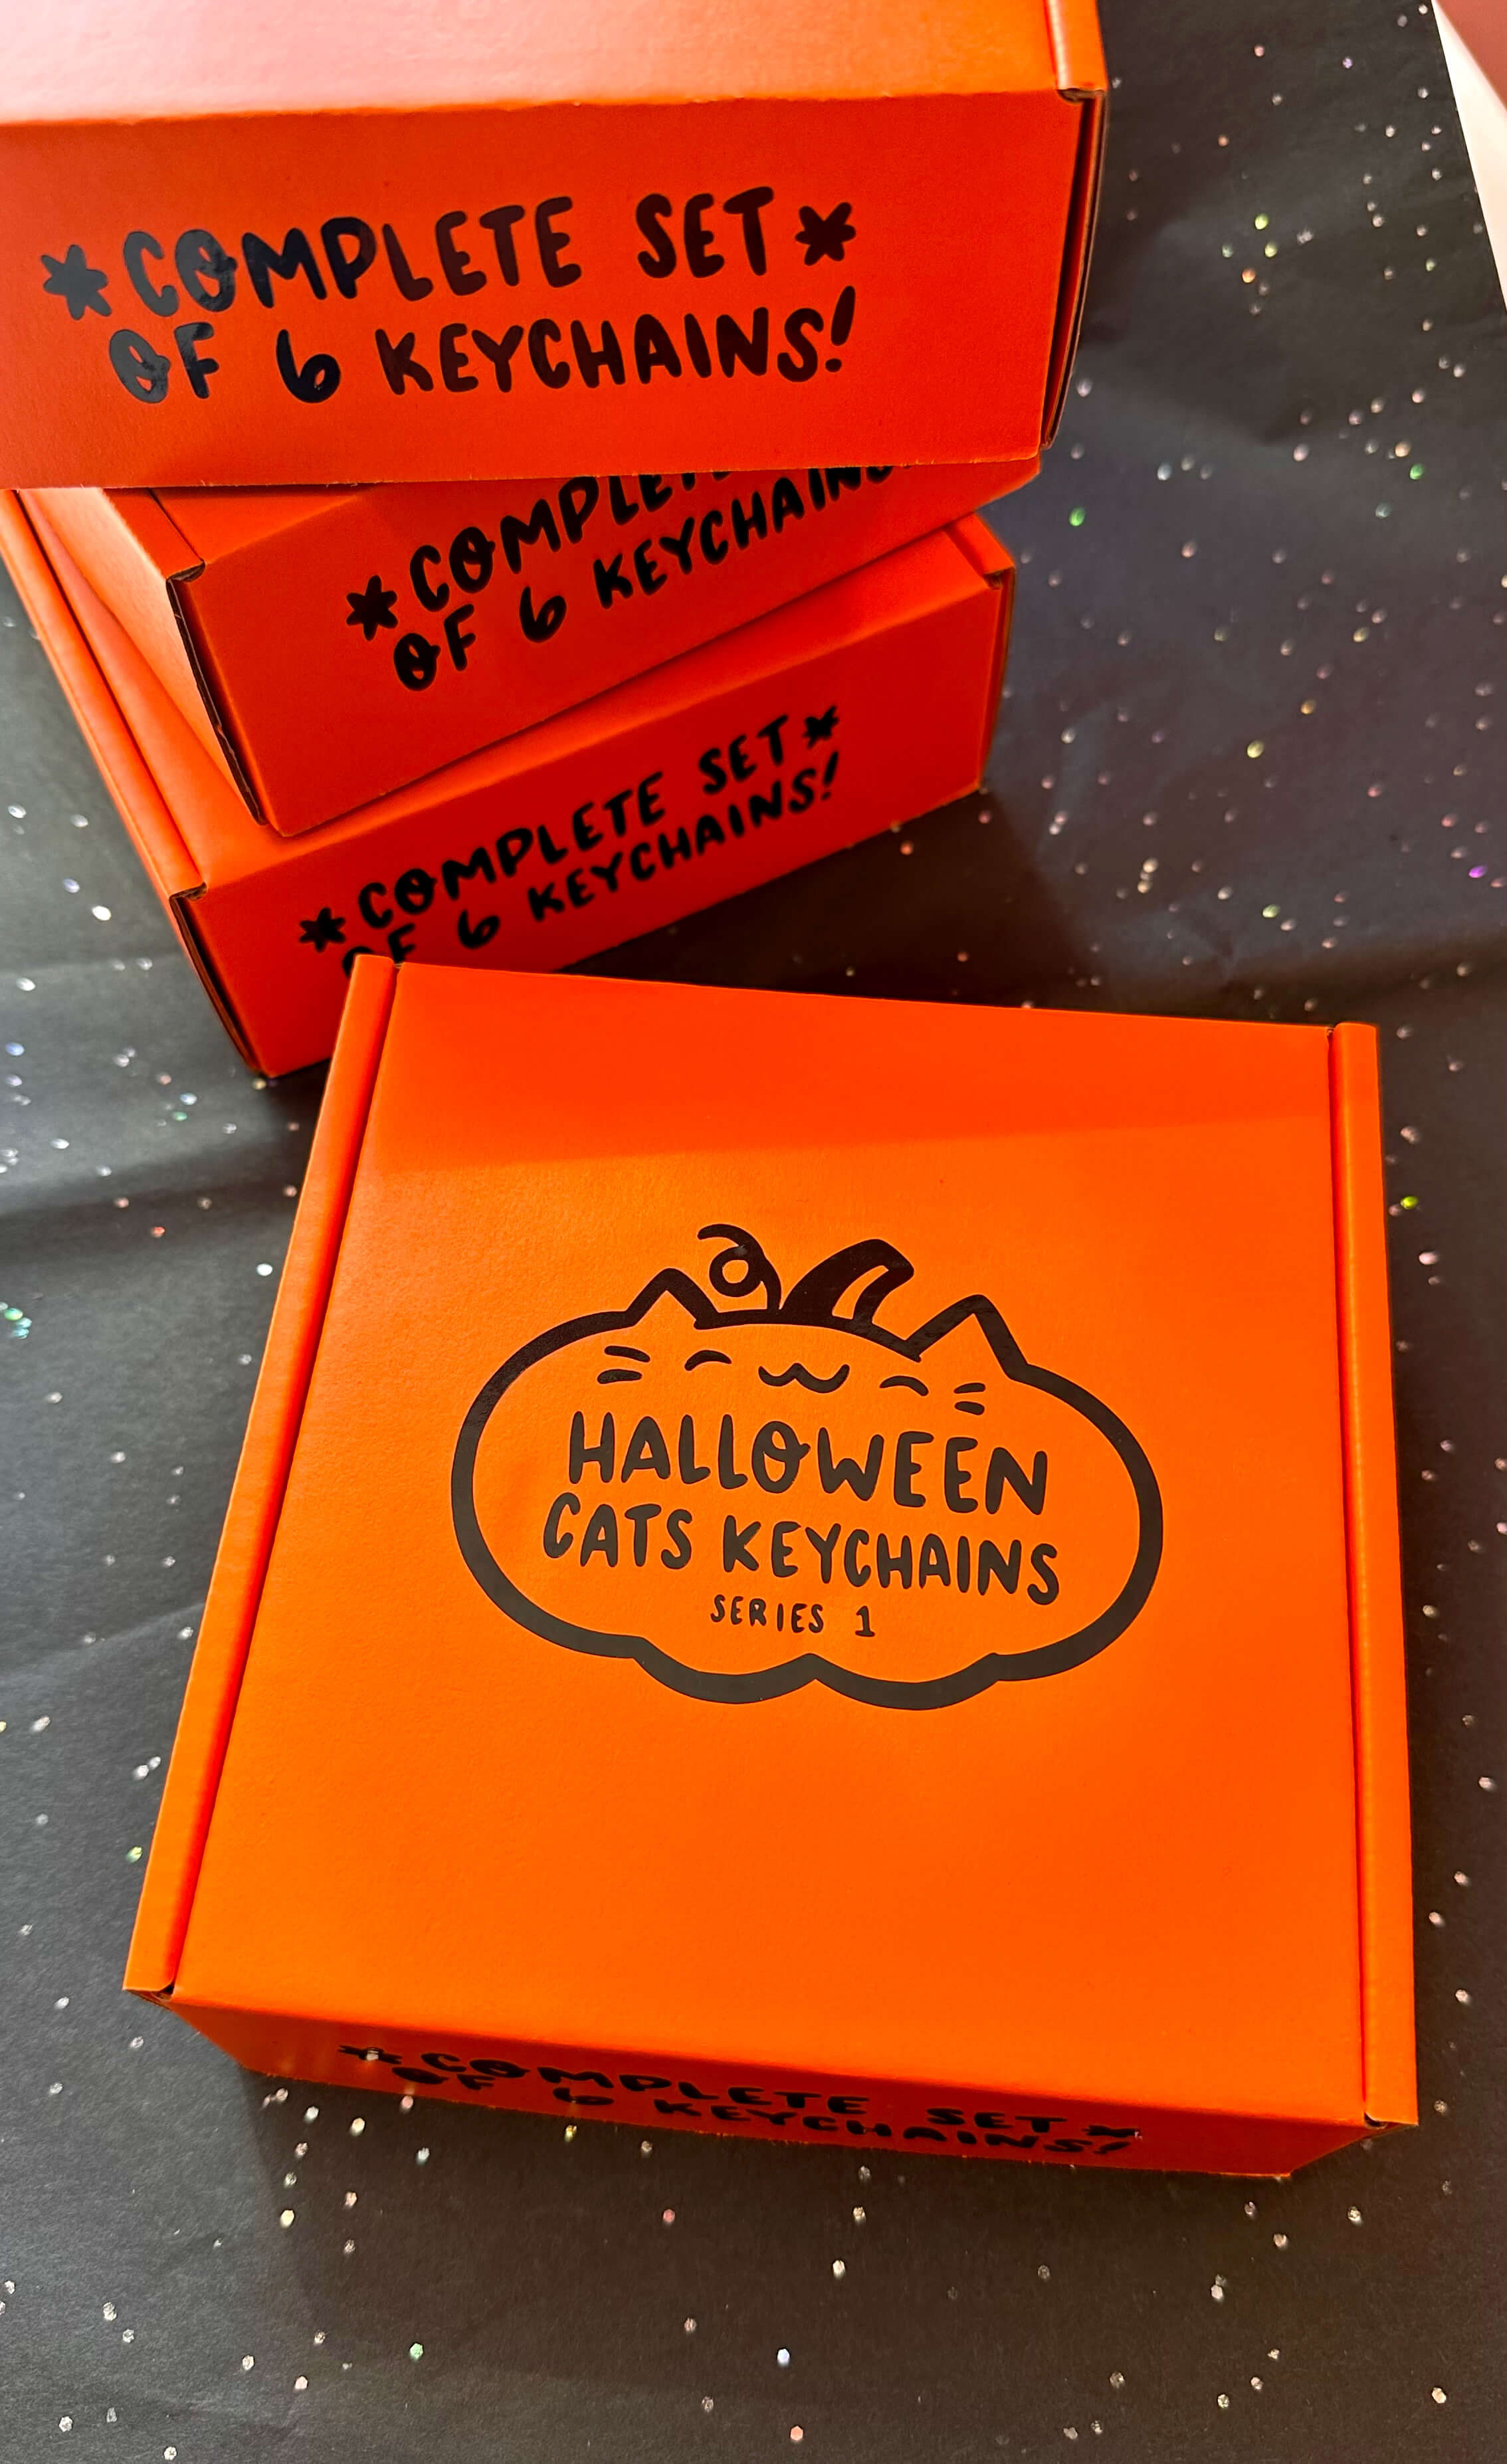 *COMPLETE SET*
OF 6 KEYCHAINS!
*COMPLETE
OF 6 KEYCHAINS
*COMPLETE SET*
OF 6 KEYCHAINS!
HALLOWEEN
CATS KEYCHAINS
SERIES 1
*COMPLETE SET*
OF 6 KEYCHAINS!